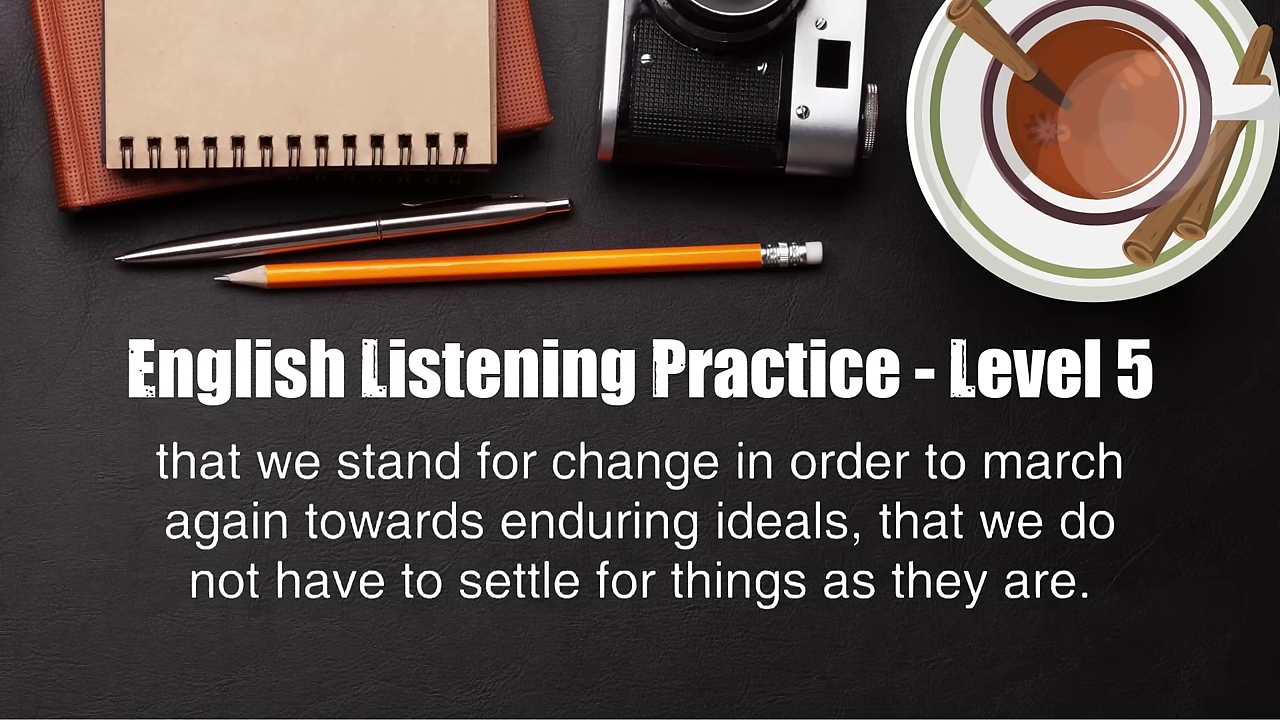 English Listening Practice - Level 5
that we stand for change in order to march
again towards enduring ideals, that we do
not have to settle for things as they are.